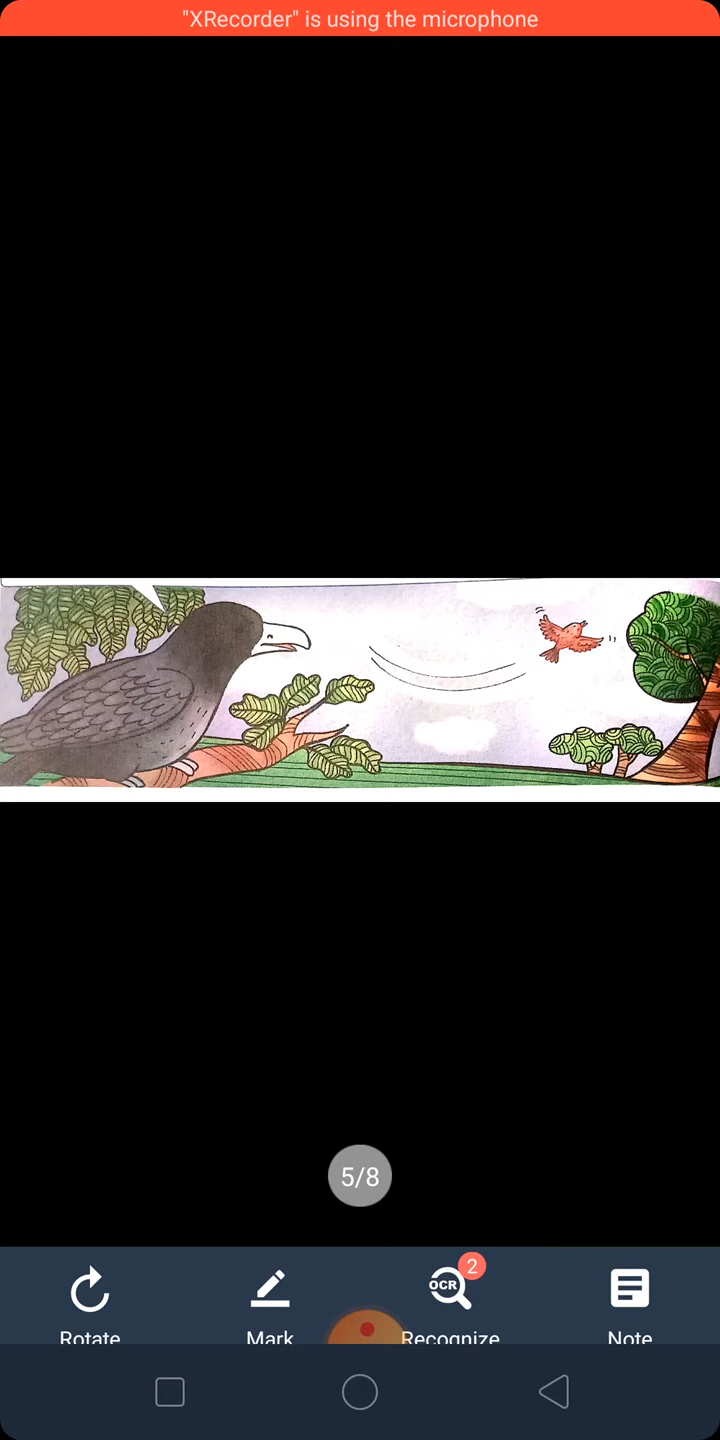 "XRecorder" is using the microphone
5/8
OCR
2
Rotate
Mark
Recognize
Note